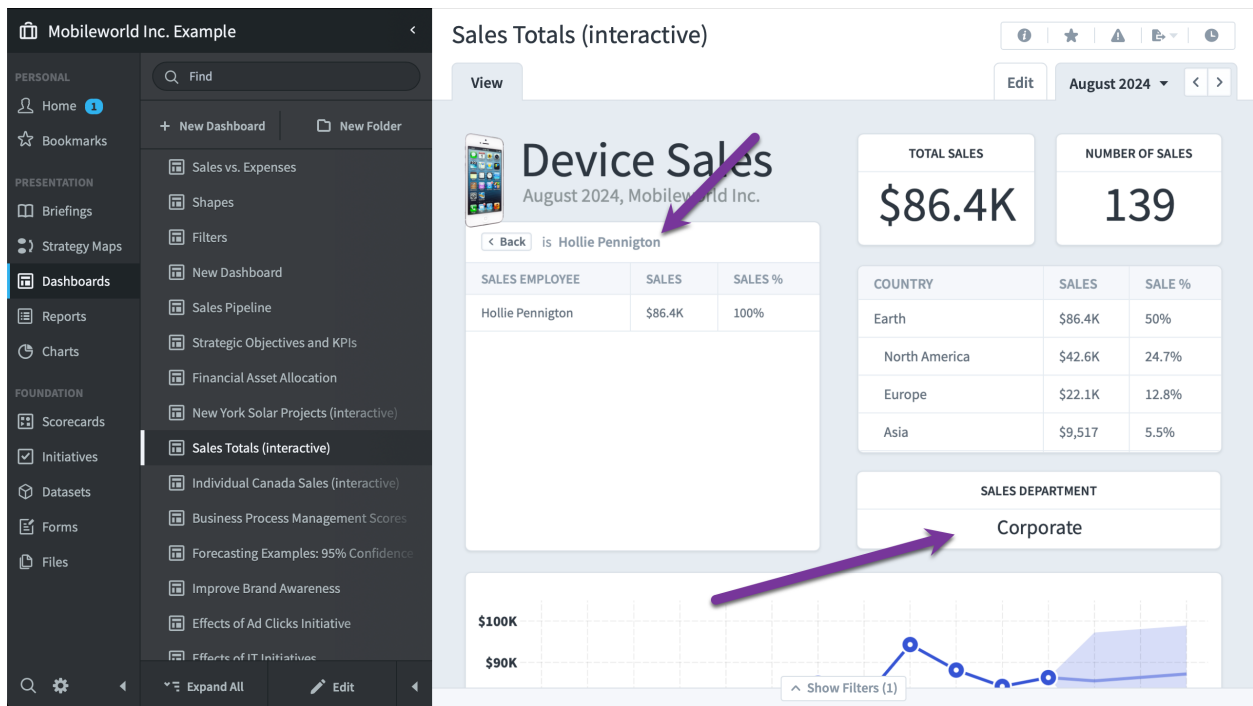 Mobileworld Inc. Example
PERSONAL
Home 1
Bookmarks
PRESENTATION
Briefings
Strategy Maps
Dashboards
Reports
Charts
FOUNDATION
Scorecards
Initiatives
Datasets
Forms
Files
Find
+ New Dashboard
New Folder
Sales vs. Expenses
Shapes
Filters
New Dashboard
Sales Pipeline
Strategic Objectives and KPIs
Financial Asset Allocation
New York Solar Projects (interactive)
Sales Totals (interactive)
Individual Canada Sales (interactive)
Business Process Management Scores
Forecasting Examples: 95% Confidence
Improve Brand Awareness
Effects of Ad Clicks Initiative
Effects of IT Initiatives
Expand All
Edit
Sales Totals (interactive)
View
Edit
August 2024
Device Sales
August 2024, Mobileworld Inc.
Back is Hollie Pennigton
SALES EMPLOYEE SALES SALES %
Hollie Pennigton $86.4K 100%
TOTAL SALES
$86.4K
NUMBER OF SALES
139
COUNTRY SALES SALE %
Earth $86.4K 50%
North America $42.6K 24.7%
Europe $22.1K 12.8%
Asia $9,517 5.5%
SALES DEPARTMENT
Corporate
$100K
$90K
Show Filters (1)